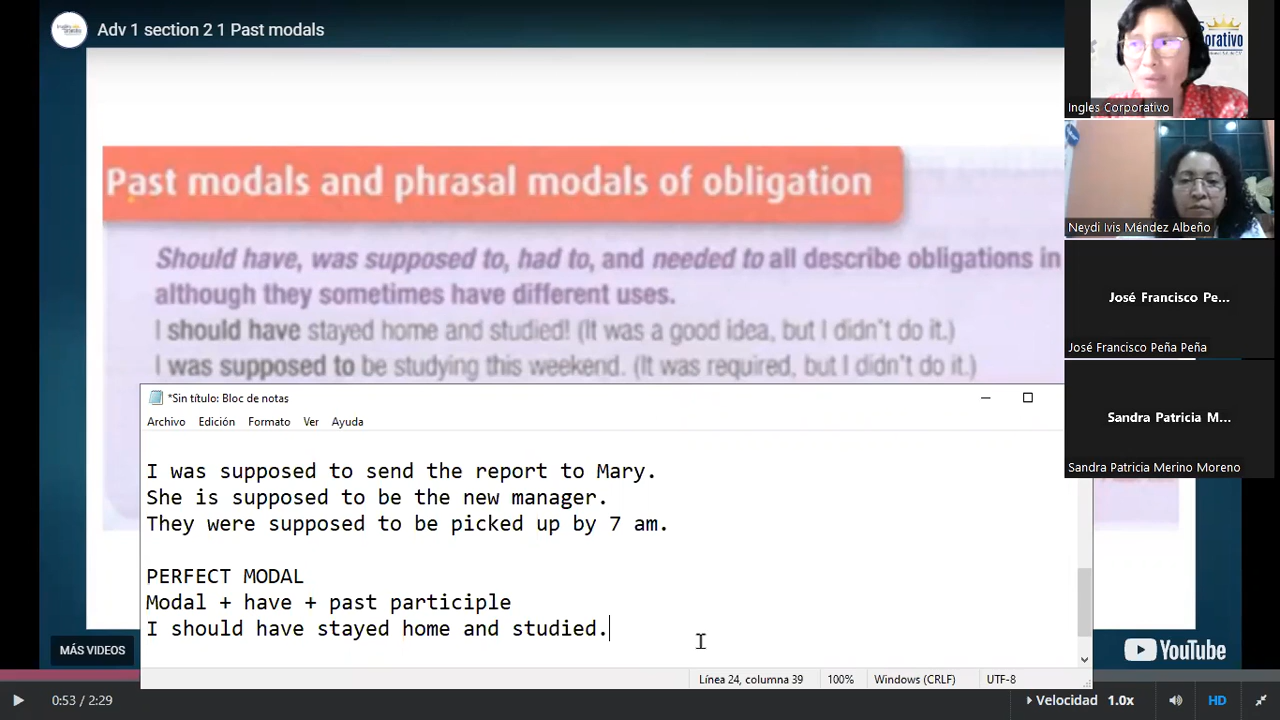 Adv 1 section 2 1 Past modals
Past modals and phrasal modals of obligation
Should have, was supposed to, had to, and needed to all describe obligations in
although they sometimes have different uses.
I should have stayed home and studied! (It was a good idea, but I didn't do it.)
I was supposed to be studying this weekend. (It was required, but I didn't do it.)
*Sin título: Bloc de notas
Archivo Edición Formato Ver Ayuda
I was supposed to send the report to Mary.
She is supposed to be the new manager.
They were supposed to be picked up by 7 am.
PERFECT MODAL
Modal + have + past participle
I should have stayed home and studied.
Línea 24, columna 39 100% Windows (CRLF) UTF-8
MÁS VIDEOS
YouTube
0:53 / 2:29
Velocidad 1.0x HD
orativo
Ingles Corporativo
Neydi Ivis Méndez Albeño
José Francisco Pe...
José Francisco Peña Peña
Sandra Patricia M...
Sandra Patricia Merino Moreno